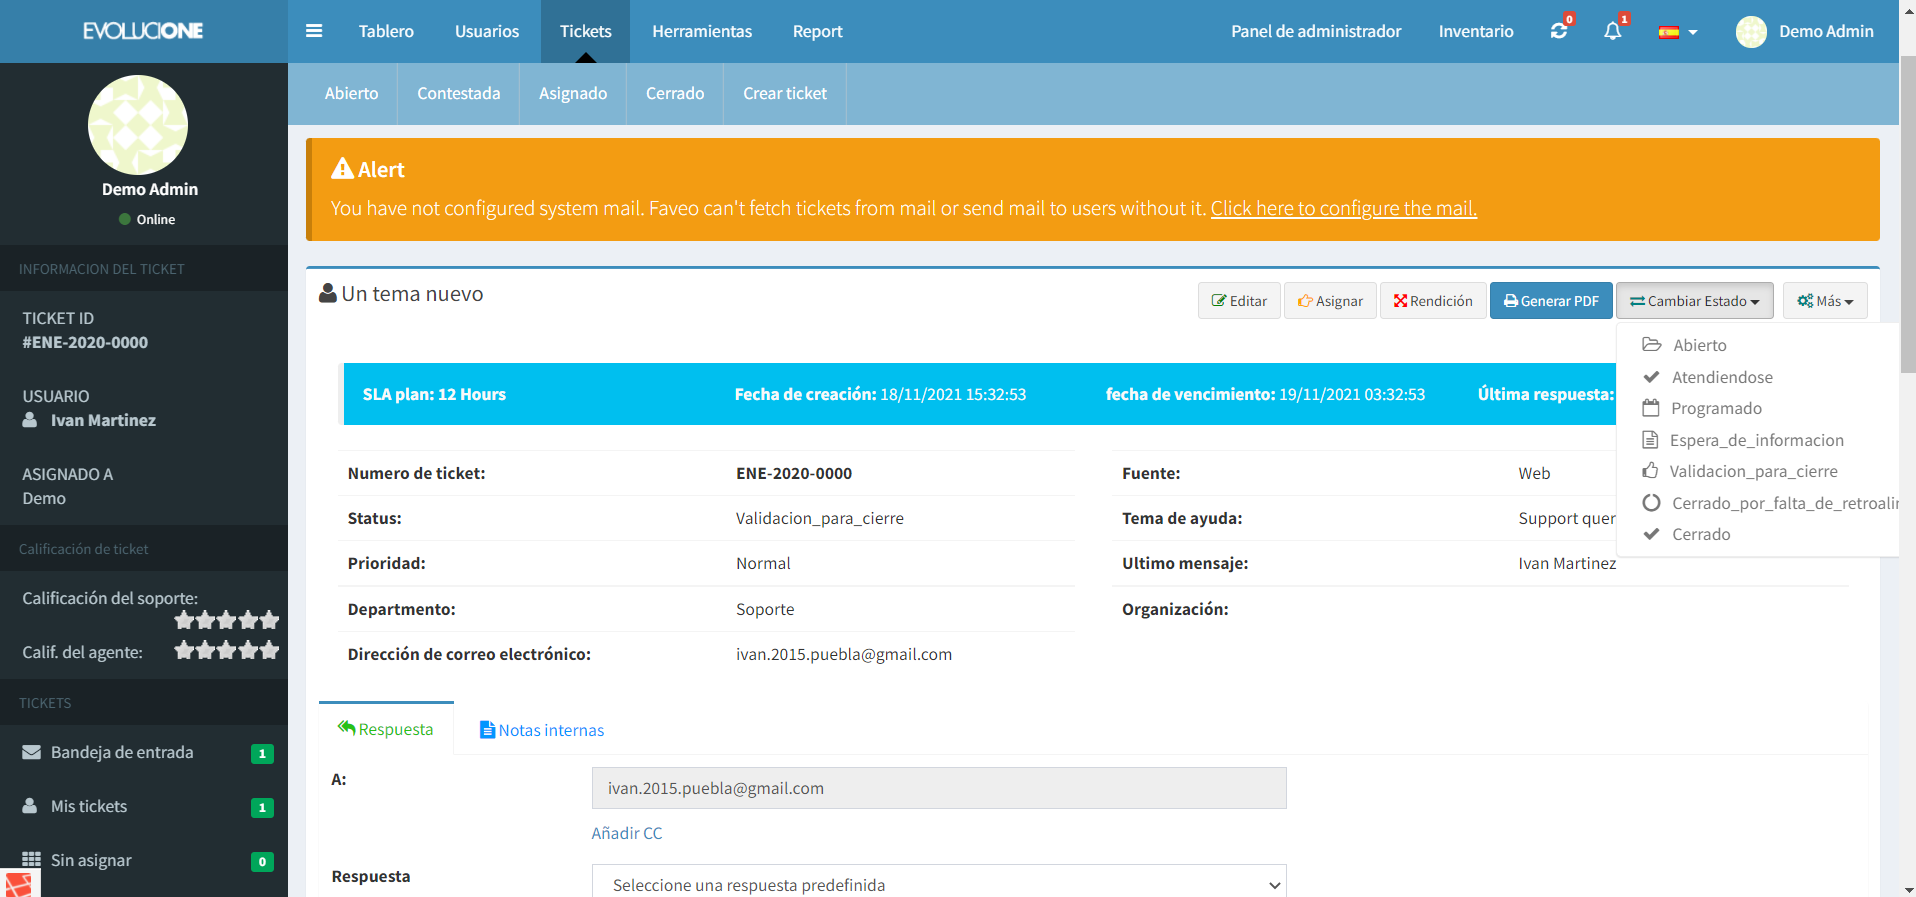 EVOLUCIONE
Tablero
Usuarios
Tickets
Herramientas
Report
Panel de administrador
Inventario
0
1
Demo Admin
Abierto
Contestada
Asignado
Cerrado
Crear ticket
Demo Admin
Online
INFORMACION DEL TICKET
TICKET ID
#ENE-2020-0000
USUARIO
Ivan Martinez
ASIGNADO A
Demo
Calificación de ticket
Calificación del soporte:
Calif. del agente:
TICKETS
Bandeja de entrada 1
Mis tickets 1
Sin asignar 0
Alert
You have not configured system mail. Faveo can't fetch tickets from mail or send mail to users without it. Click here to configure the mail.
Un tema nuevo
Editar
Asignar
Rendición
Generar PDF
Cambiar Estado
Más
Abierto
Atendiendose
Programado
Espera_de_informacion
Validacion_para_cierre
Cerrado_por_falta_de_retroalir
Cerrado
SLA plan: 12 Hours
Fecha de creación: 18/11/2021 15:32:53
fecha de vencimiento: 19/11/2021 03:32:53
Última respuesta:
Numero de ticket: ENE-2020-0000
Status: Validacion_para_cierre
Prioridad: Normal
Departmento: Soporte
Dirección de correo electrónico: ivan.2015.puebla@gmail.com
Fuente: Web
Tema de ayuda: Support quer
Ultimo mensaje: Ivan Martinez
Organización:
Respuesta
Notas internas
A: ivan.2015.puebla@gmail.com
Añadir CC
Respuesta Seleccione una respuesta predefinida